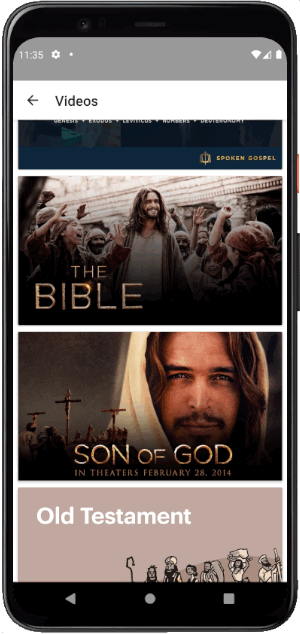 11:35
Videos
GENESIS + EXODUS + LEVITICUS + NUMBERS + DEUTERONOMY
SPOKEN GOSPEL
THE
BIBLE
SON OF GOD
IN THEATERS FEBRUARY 28, 2014
Old Testament